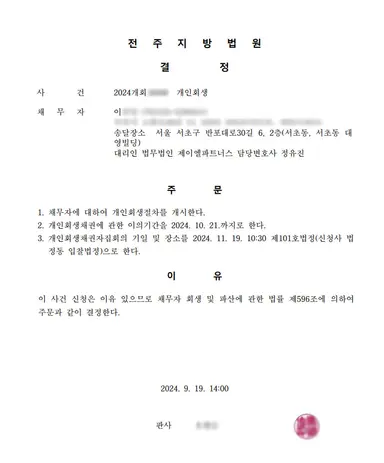 전 주 지 방 법 원
결 정
사 건 2024개회 개인회생
채 무 자 이
송달장소 서울 서초구 반포대로30길 6, 2층(서초동, 서초동 대
영빌딩)
대리인 법무법인 제이엘파트너스 담당변호사 정유진
주 문
1. 채무자에 대하여 개인회생절차를 개시한다.
2. 개인회생채권에 관한 이의기간을 2024. 10. 21.까지로 한다.
3. 개인회생채권자집회의 기일 및 장소를 2024. 11. 19. 10:30 제101호법정(신청사 법
정동 입찰법정)으로 한다.
이 유
이 사건 신청은 이유 있으므로 채무자 회생 및 파산에 관한 법률 제596조에 의하여
주문과 같이 결정한다.
2024. 9. 19. 14:00
판사